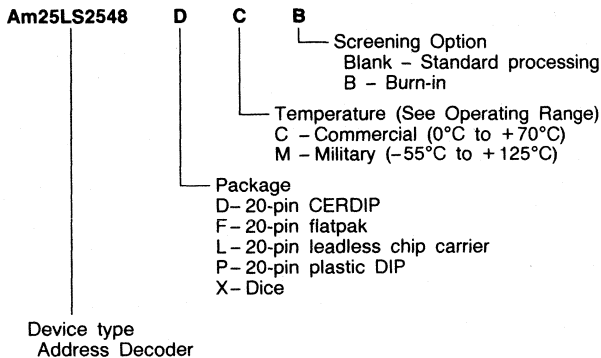 Am25LS2548 D C B
Screening Option
Blank – Standard processing
B – Burn-in
Temperature (See Operating Range)
C – Commercial (0°C to +70°C)
M – Military (–55°C to +125°C)
Package
D – 20-pin CERDIP
F – 20-pin flatpak
L – 20-pin leadless chip carrier
P – 20-pin plastic DIP
X – Dice
Device type
Address Decoder